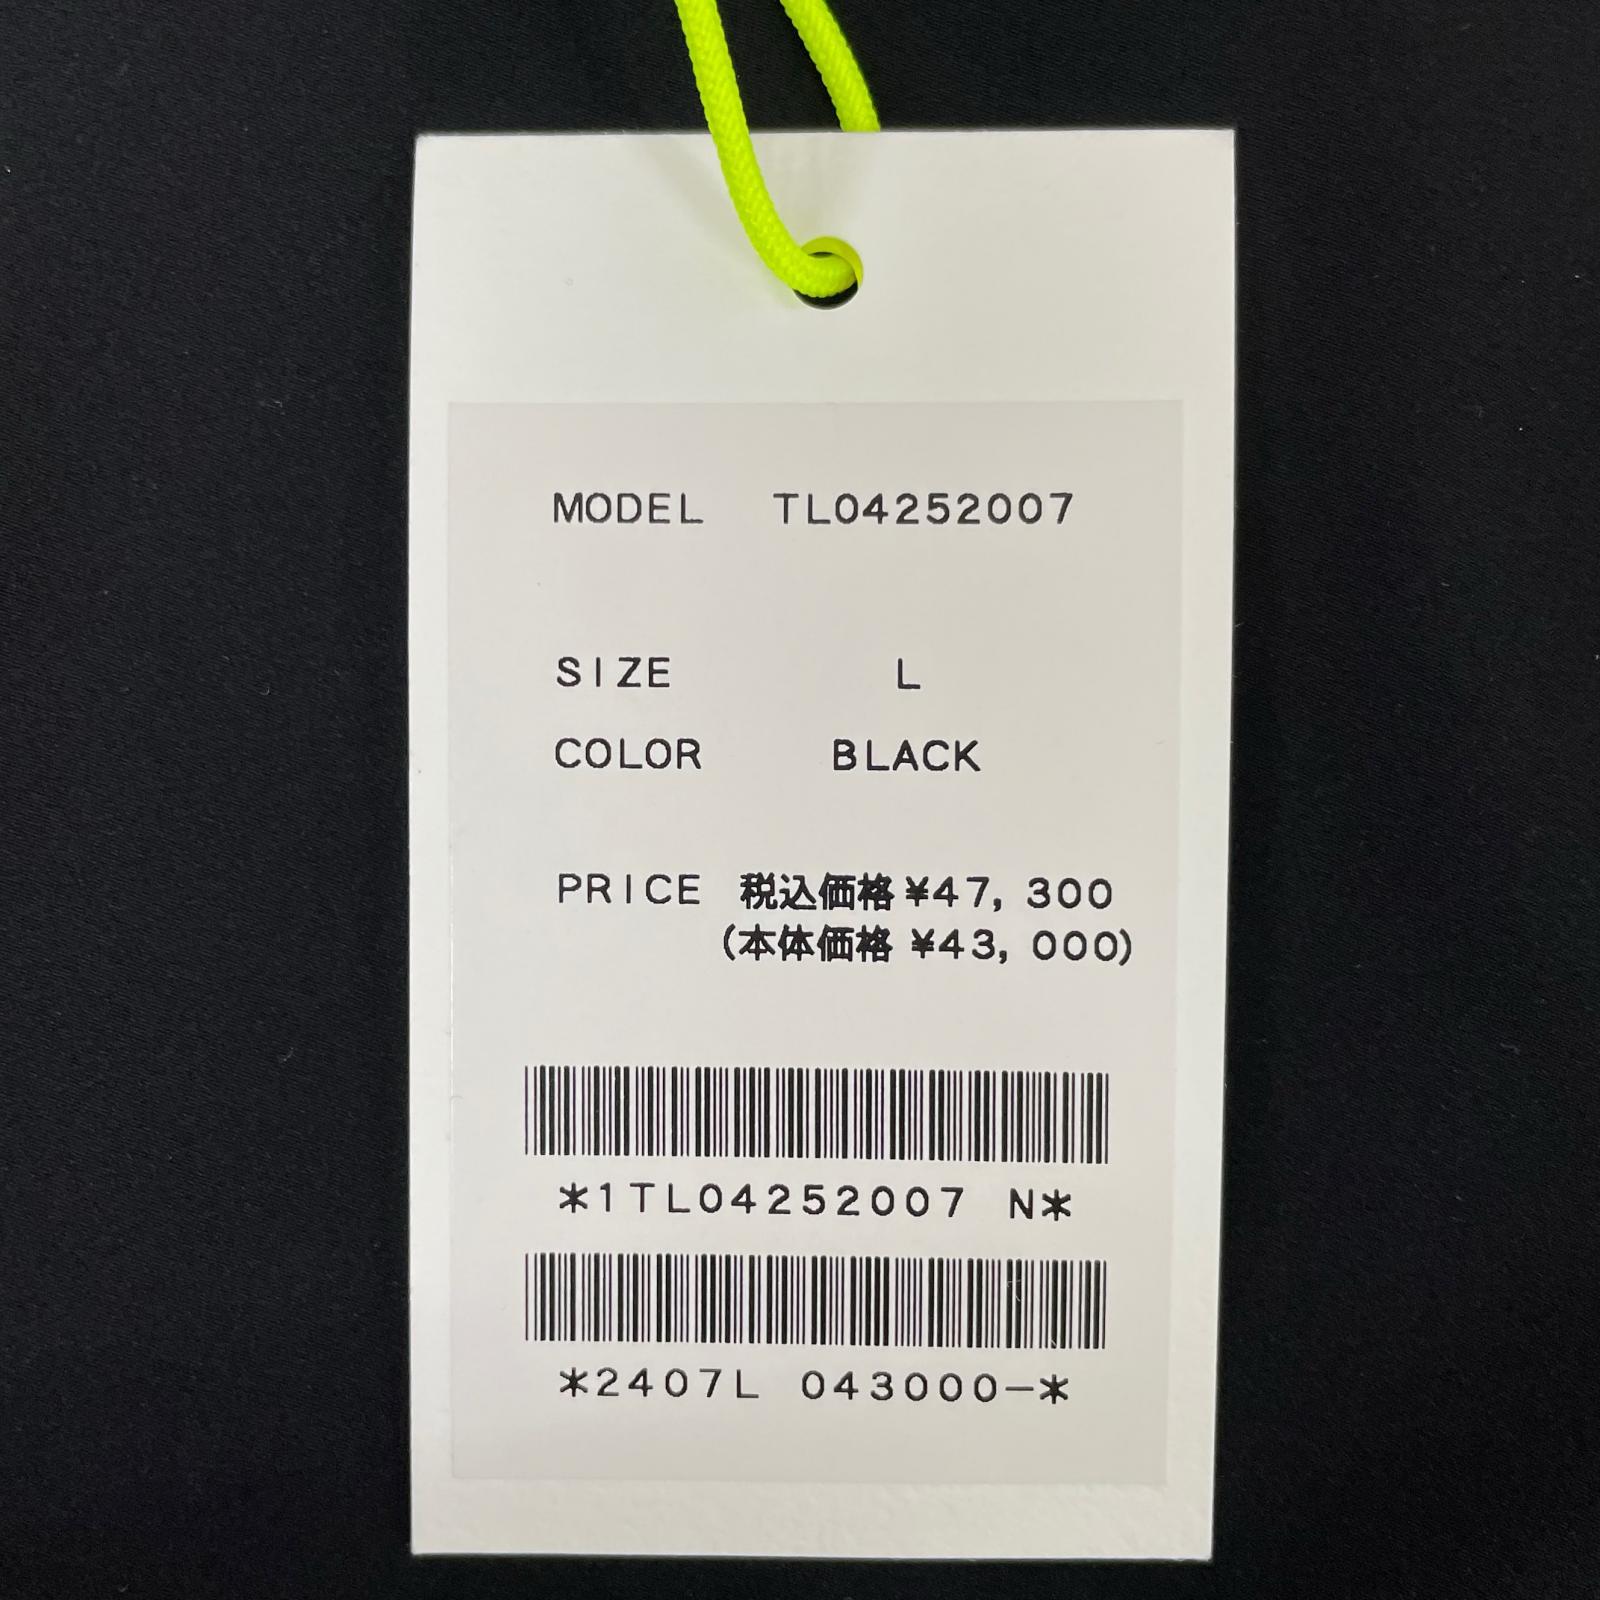 MODEL TL04252007
SIZE L
COLOR BLACK
PRICE 税込価格 ¥47,300
(本体価格 ¥43,000)
*1TL04252007 N*
*2407L 043000-*